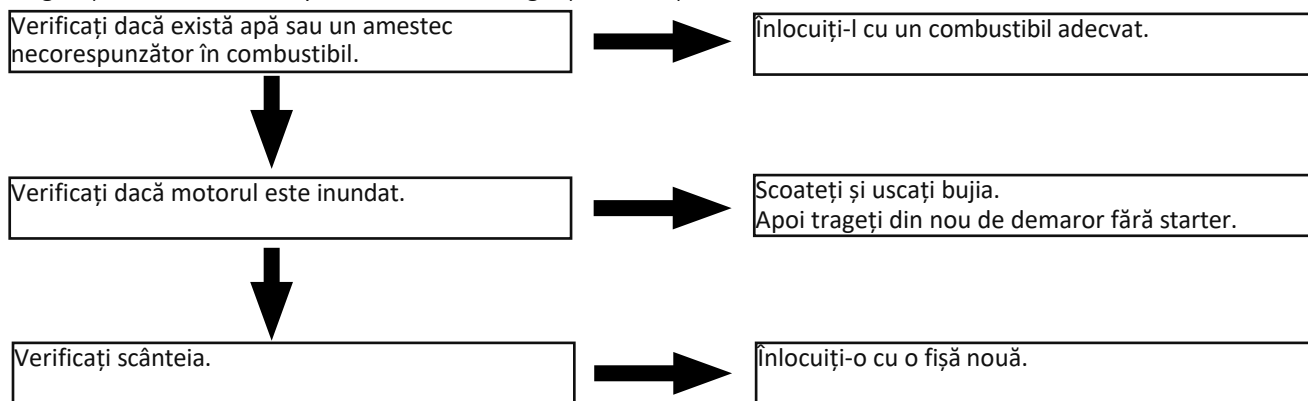 Verificați dacă există apă sau un amestec
necorespunzător în combustibil.
Înlocuiți-l cu un combustibil adecvat.
Verificați dacă motorul este inundat.
Scoateți și uscați bujia.
Apoi trageți din nou de demaror fără starter.
Verificați scânteia.
Înlocuiți-o cu o fișă nouă.